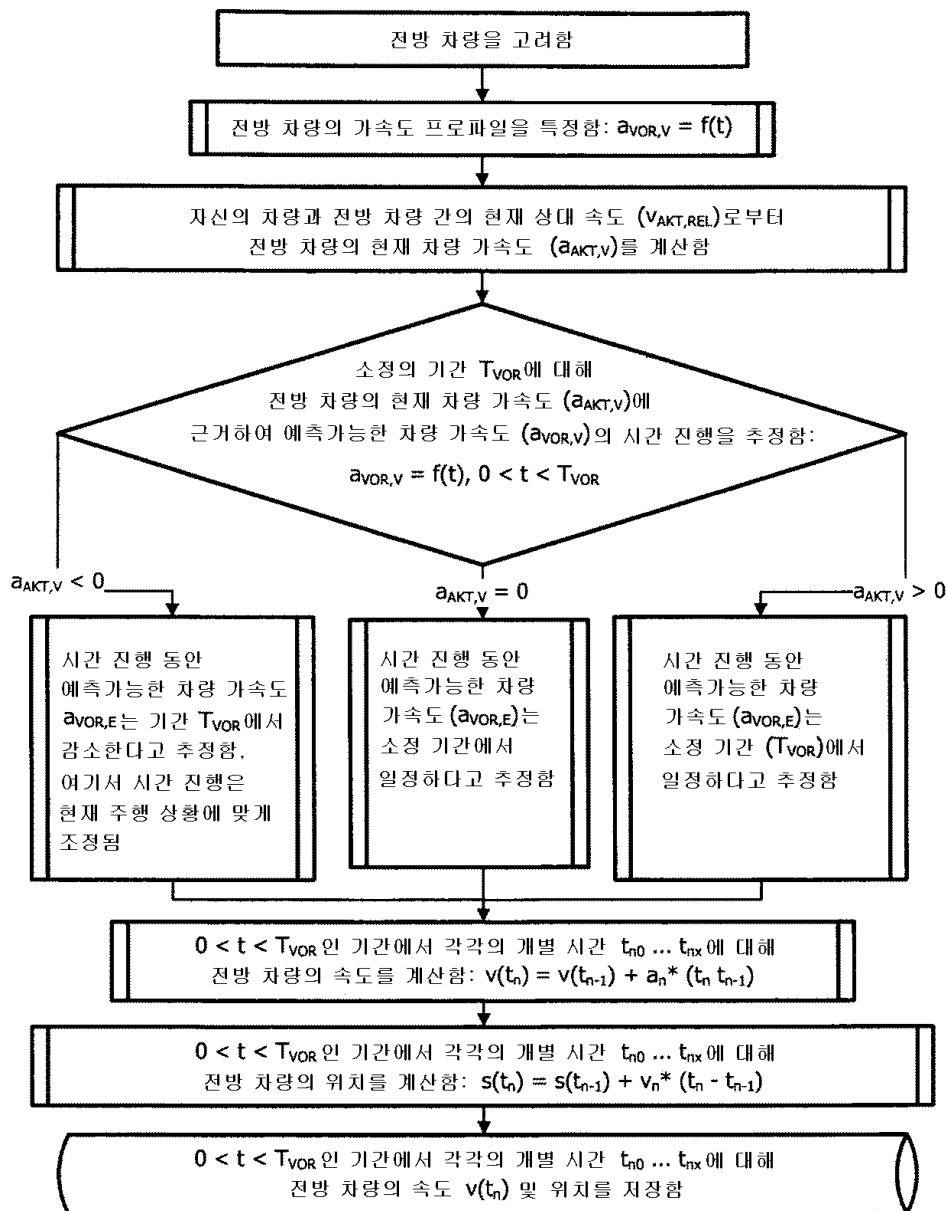 전방 차량을 고려함
전방 차량의 가속도 프로파일을 특정함: aVOR,V = f(t)
자신의 차량과 전방 차량 간의 현재 상대 속도 (vAKT,REL)로부터
전방 차량의 현재 차량 가속도 (aAKT,V)를 계산함
소정의 기간 TVOR에 대해
전방 차량의 현재 차량 가속도 (aAKT,V)에
근거하여 예측가능한 차량 가속도 (aVOR,V)의 시간 진행을 추정함:
aVOR,V = f(t), 0 < t < TVOR
aAKT,V < 0
aAKT,V = 0
aAKT,V > 0
시간 진행 동안
예측가능한 차량 가속도
aVOR,E는 기간 TVOR에서
감소한다고 추정함,
여기서 시간 진행은
현재 주행 상황에 맞게
조정됨
시간 진행 동안
예측가능한 차량
가속도(aVOR,E)는
소정 기간에서
일정하다고 추정함
시간 진행 동안
예측가능한 차량
가속도(aVOR,E)는
소정 기간 (TVOR)에서
일정하다고 추정함
0 < t < TVOR인 기간에서 각각의 개별 시간 tn0 ... tnx에 대해
전방 차량의 속도를 계산함: v(tn) = v(tn-1) + an* (tn tn-1)
0 < t < TVOR인 기간에서 각각의 개별 시간 tn0 ... tnx에 대해
전방 차량의 위치를 계산함: s(tn) = s(tn-1) + vn* (tn - tn-1)
0 < t < TVOR인 기간에서 각각의 개별 시간 tn0 ... tnx에 대해
전방 차량의 속도 v(tn) 및 위치를 저장함